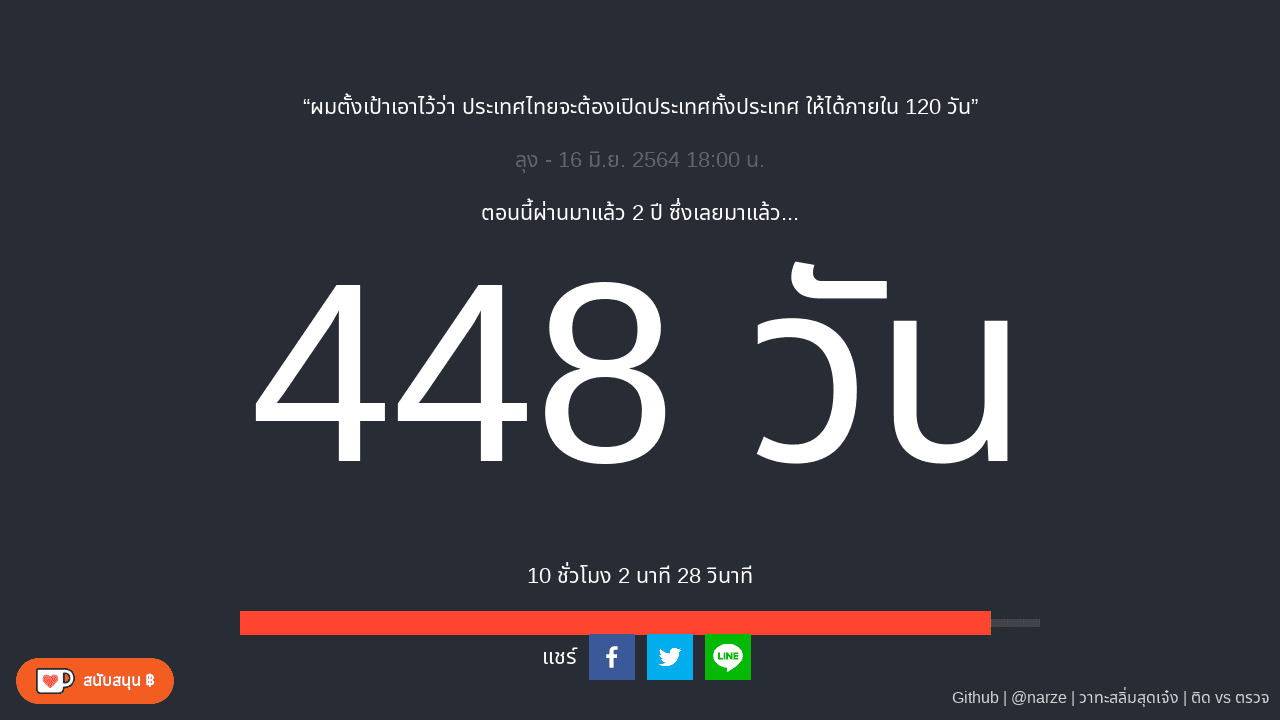 “ผมตั้งเป้าเอาไว้ว่า ประเทศไทยจะต้องเปิดประเทศทั้งประเทศ ให้ได้ภายใน 120 วัน”
ลุง - 16 มิ.ย. 2564 18:00 น.
ตอนนี้ผ่านมาแล้ว 2 ปี ซึ่งเลยมาแล้ว...
448 วัน
10 ชั่วโมง 2 นาที 28 วินาที
แชร์
LINE
สนับสนุน ฿
Github | @narze | วาทะสลิ่มสุดเจ๋ง | ติด vs ตรวจ